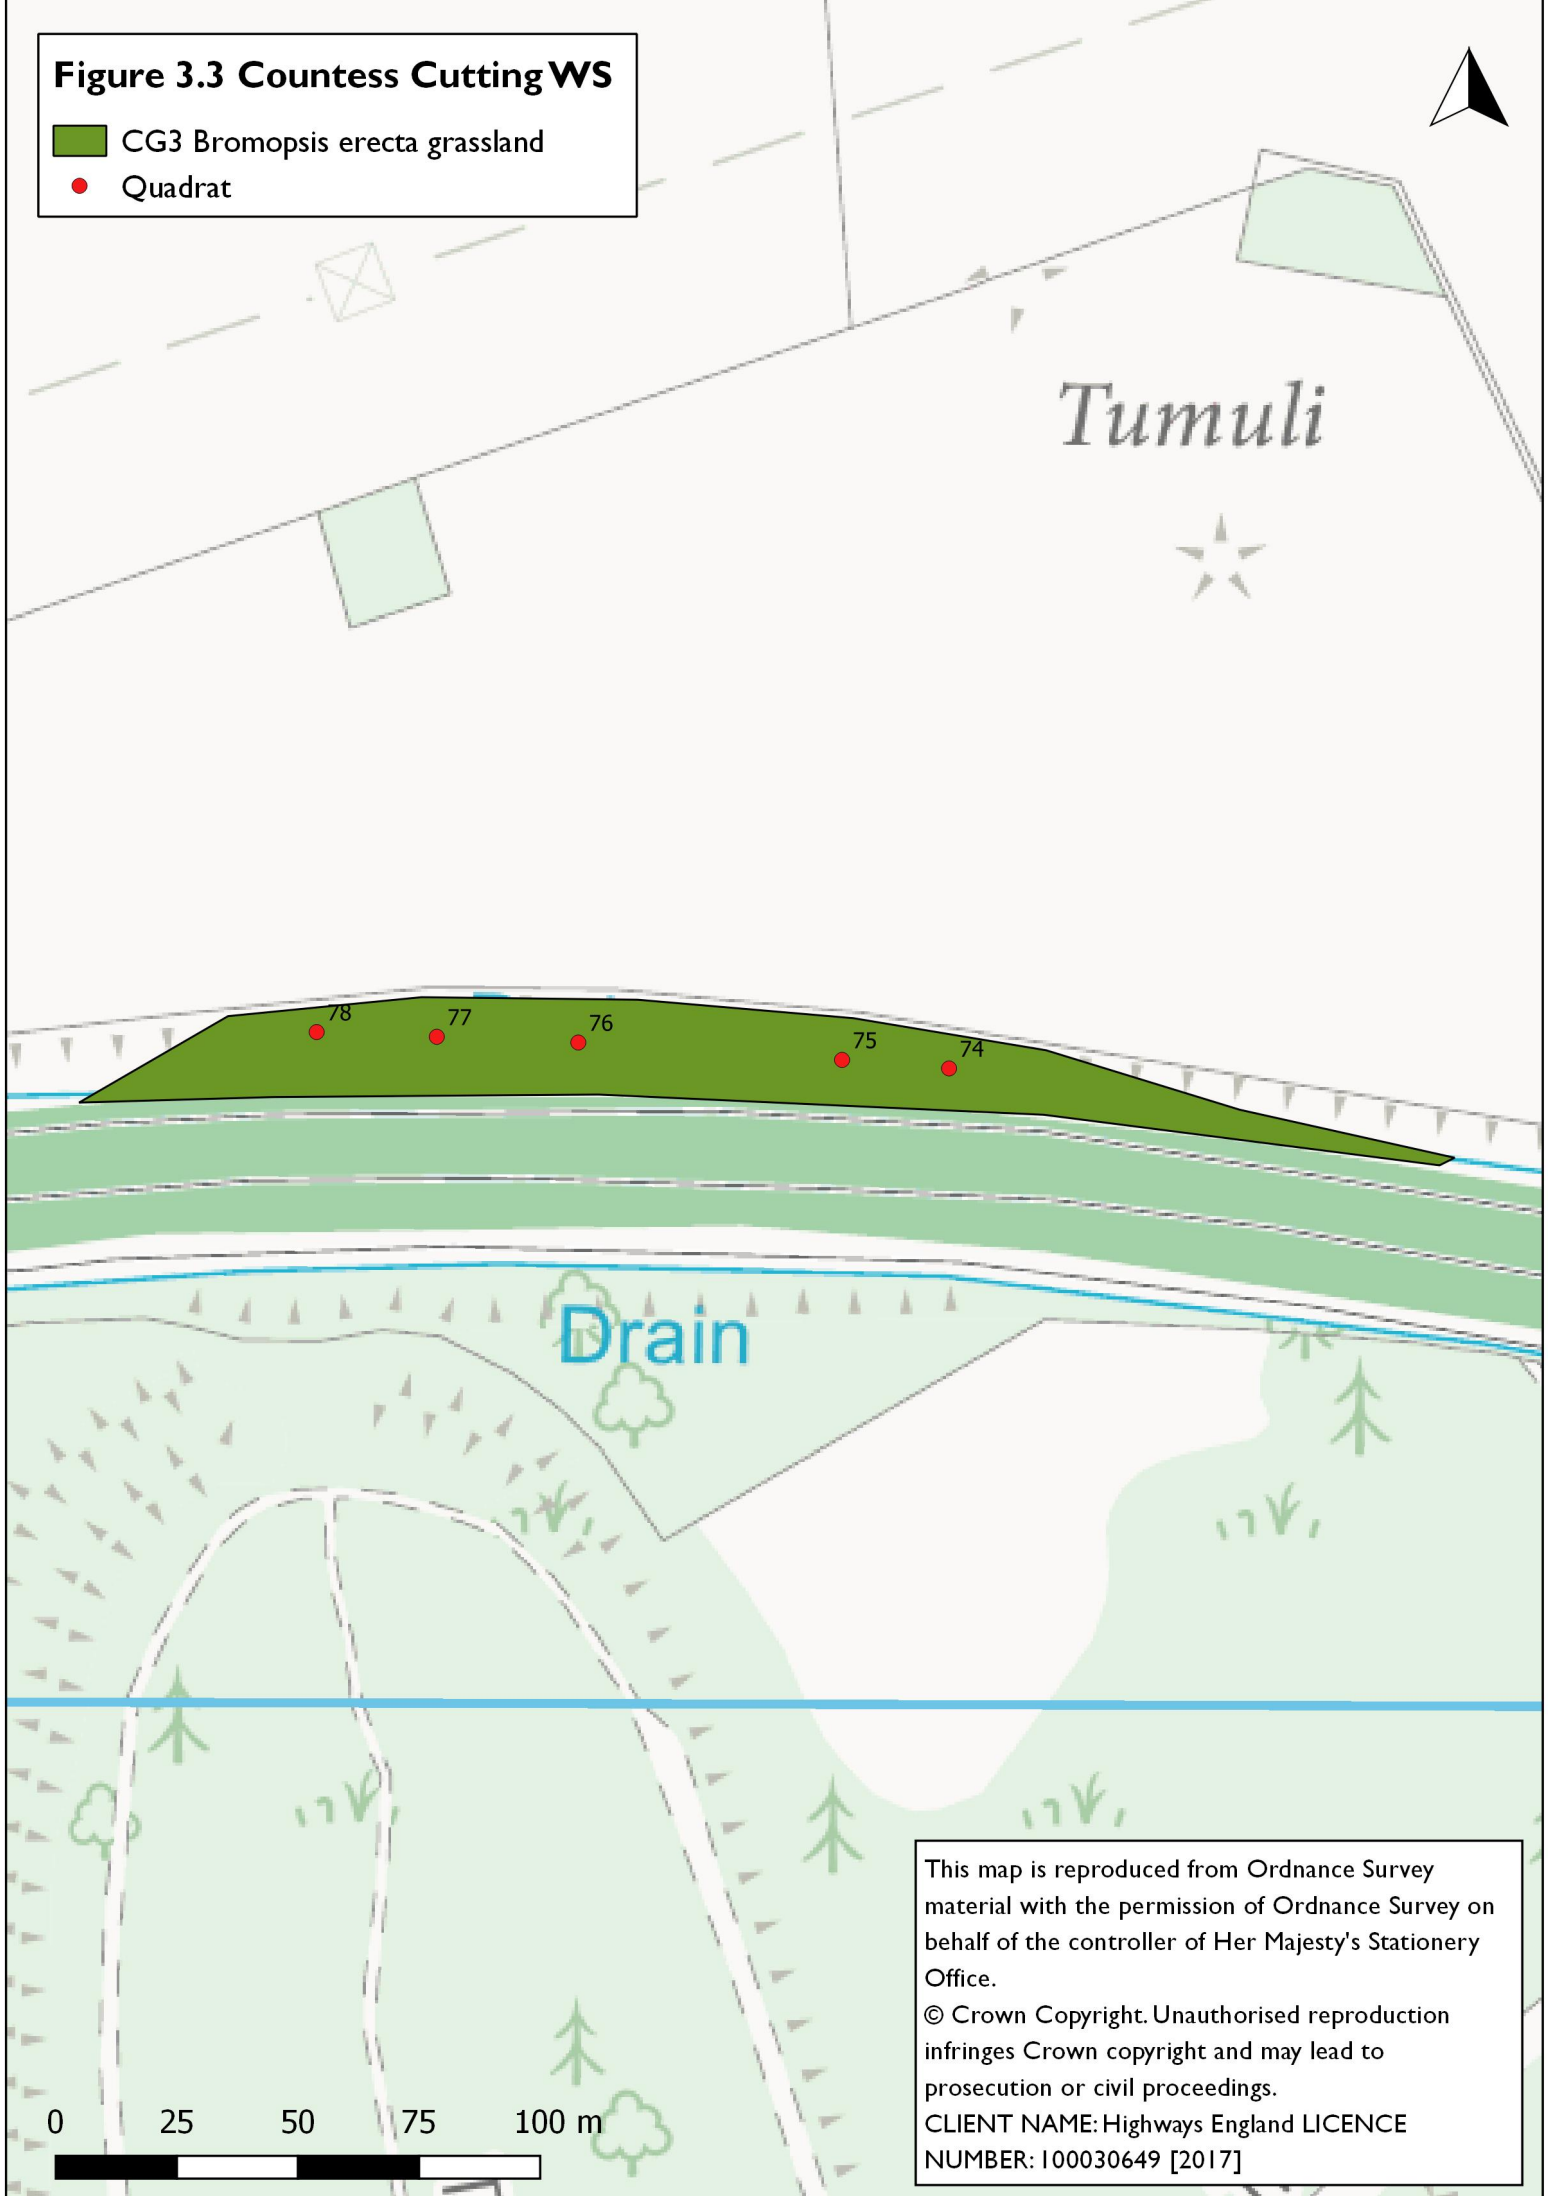 Figure 3.3 Countess Cutting WS
CG3 Bromopsis erecta grassland
Quadrat
Tumuli
78
77
76
75
74
Drain
This map is reproduced from Ordnance Survey
material with the permission of Ordnance Survey on
behalf of the controller of Her Majesty's Stationery
Office.
© Crown Copyright. Unauthorised reproduction
infringes Crown copyright and may lead to
prosecution or civil proceedings.
CLIENT NAME: Highways England LICENCE
NUMBER: 100030649 [2017]
0 25 50 75 100 m